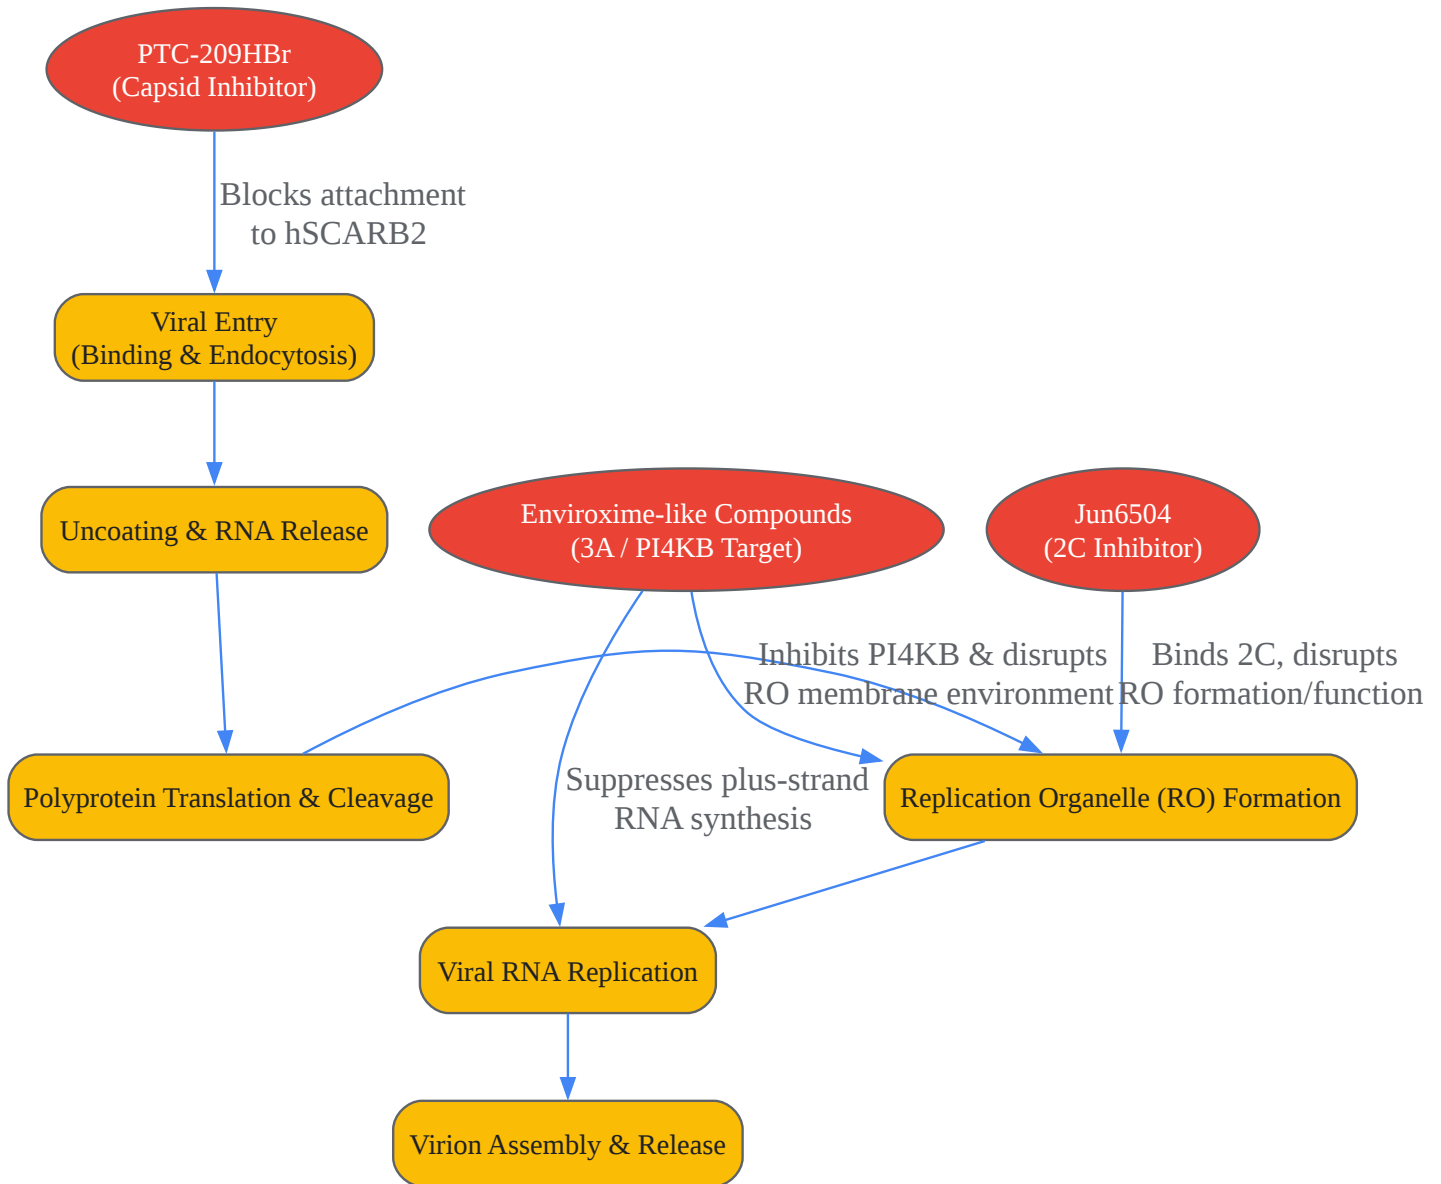 PTC-209HBr
(Capsid Inhibitor)
Blocks attachment
to hSCARB2
Viral Entry
(Binding & Endocytosis)
Uncoating & RNA Release
Enviroxime-like Compounds
(3A / PI4KB Target)
Jun6504
(2C Inhibitor)
Inhibits PI4KB & disrupts
RO membrane environment
Binds 2C, disrupts
RO formation/function
Polyprotein Translation & Cleavage
Suppresses plus-strand
RNA synthesis
Replication Organelle (RO) Formation
Viral RNA Replication
Virion Assembly & Release